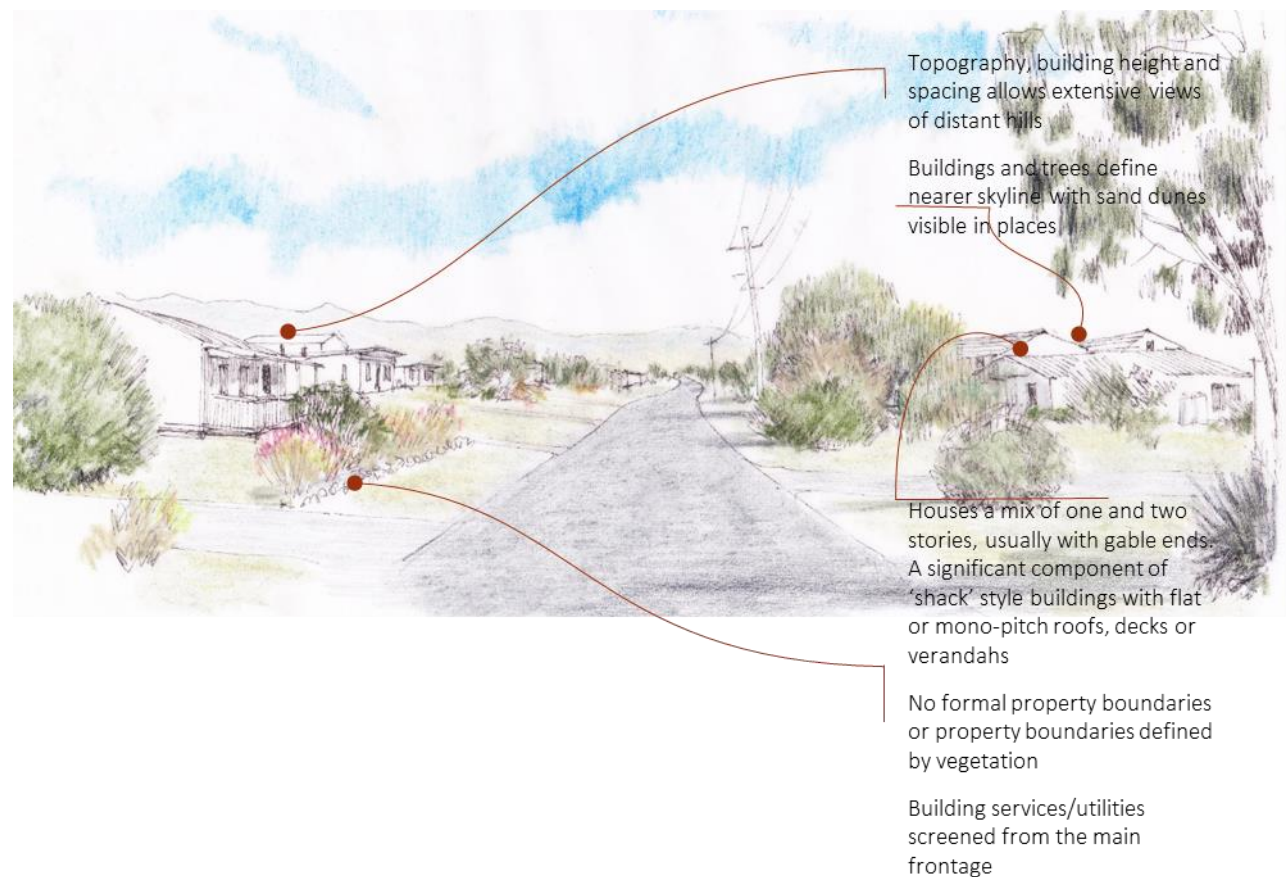 Topography, building height and
spacing allows extensive views
of distant hills
Buildings and trees define
nearer skyline with sand dunes
visible in places
Houses a mix of one and two
stories, usually with gable ends.
A significant component of
‘shack’ style buildings with flat
or mono-pitch roofs, decks or
verandahs
No formal property boundaries
or property boundaries defined
by vegetation
Building services/utilities
screened from the main
frontage